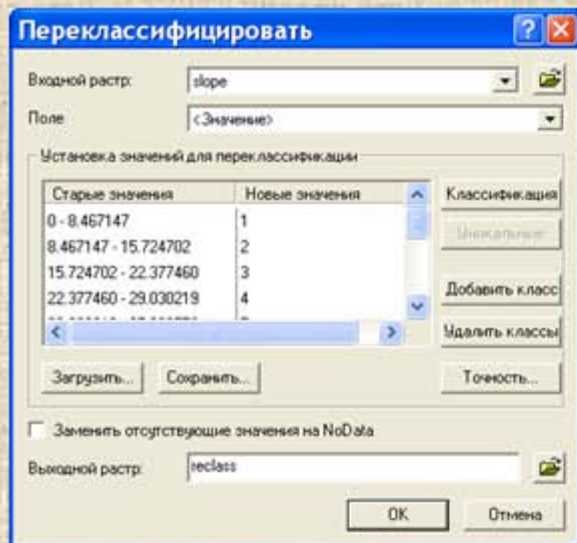 Переклассифицировать
Входной растр: slope
Поле <Значение>
Установка значений для переклассификации
Старые значения Новые значения
0 - 8.467147 1
8.467147 - 15.724702 2
15.724702 - 22.377460 3
22.377460 - 29.030219 4
Классификация
Уникальные
Добавить класс
Удалить классы
Загрузить... Сохранить... Точность...
Заменить отсутствующие значения на NoData
Выходной растр: reclass
OK Отмена